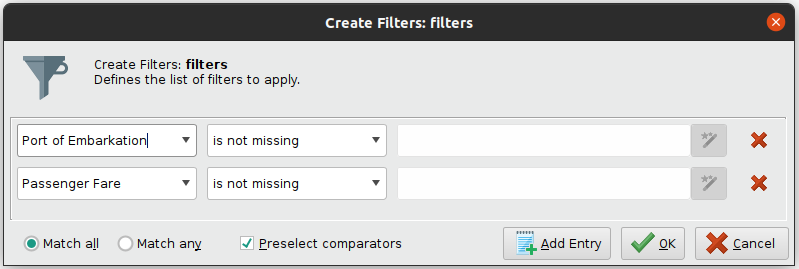 Create Filters: filters
Create Filters: filters
Defines the list of filters to apply.
Port of Embarkation is not missing
Passenger Fare is not missing
Match all Match any Preselect comparators Add Entry OK Cancel